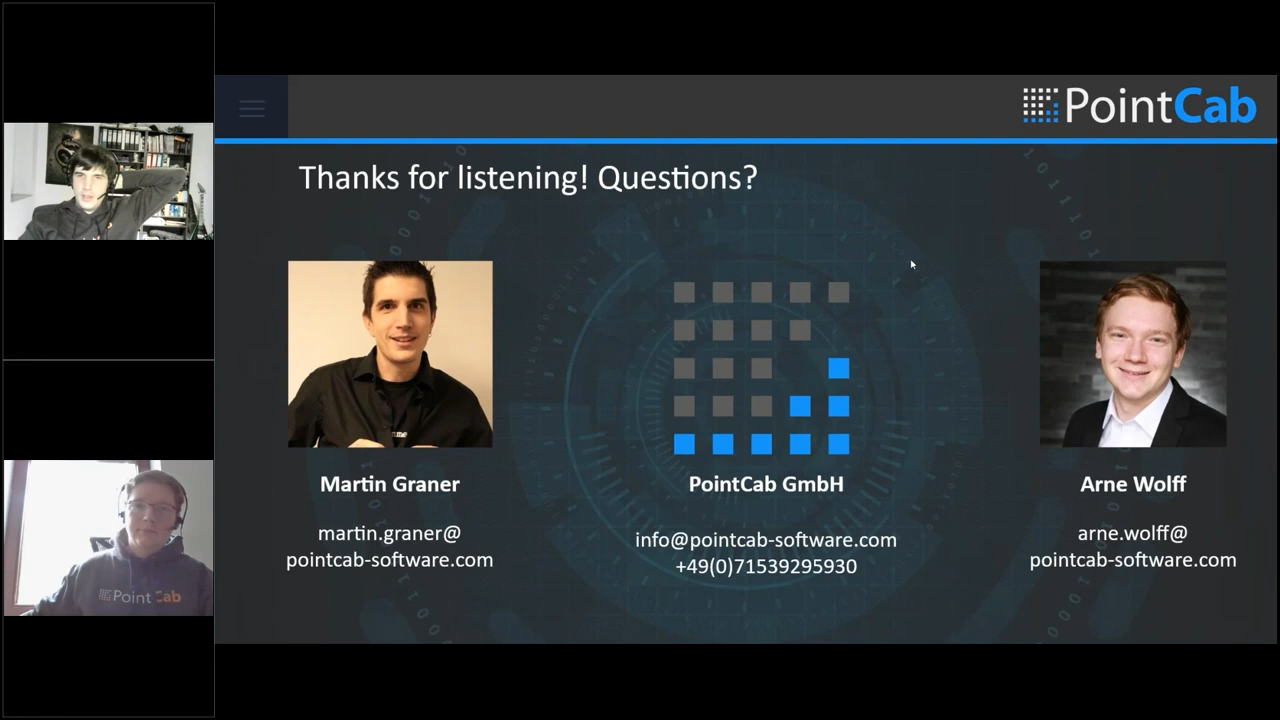 PointCab
Thanks for listening! Questions?
Martin Graner
martin.graner@
pointcab-software.com
PointCab GmbH
info@pointcab-software.com
+49(0)71539295930
Arne Wolff
arne.wolff@
pointcab-software.com
Point Cab